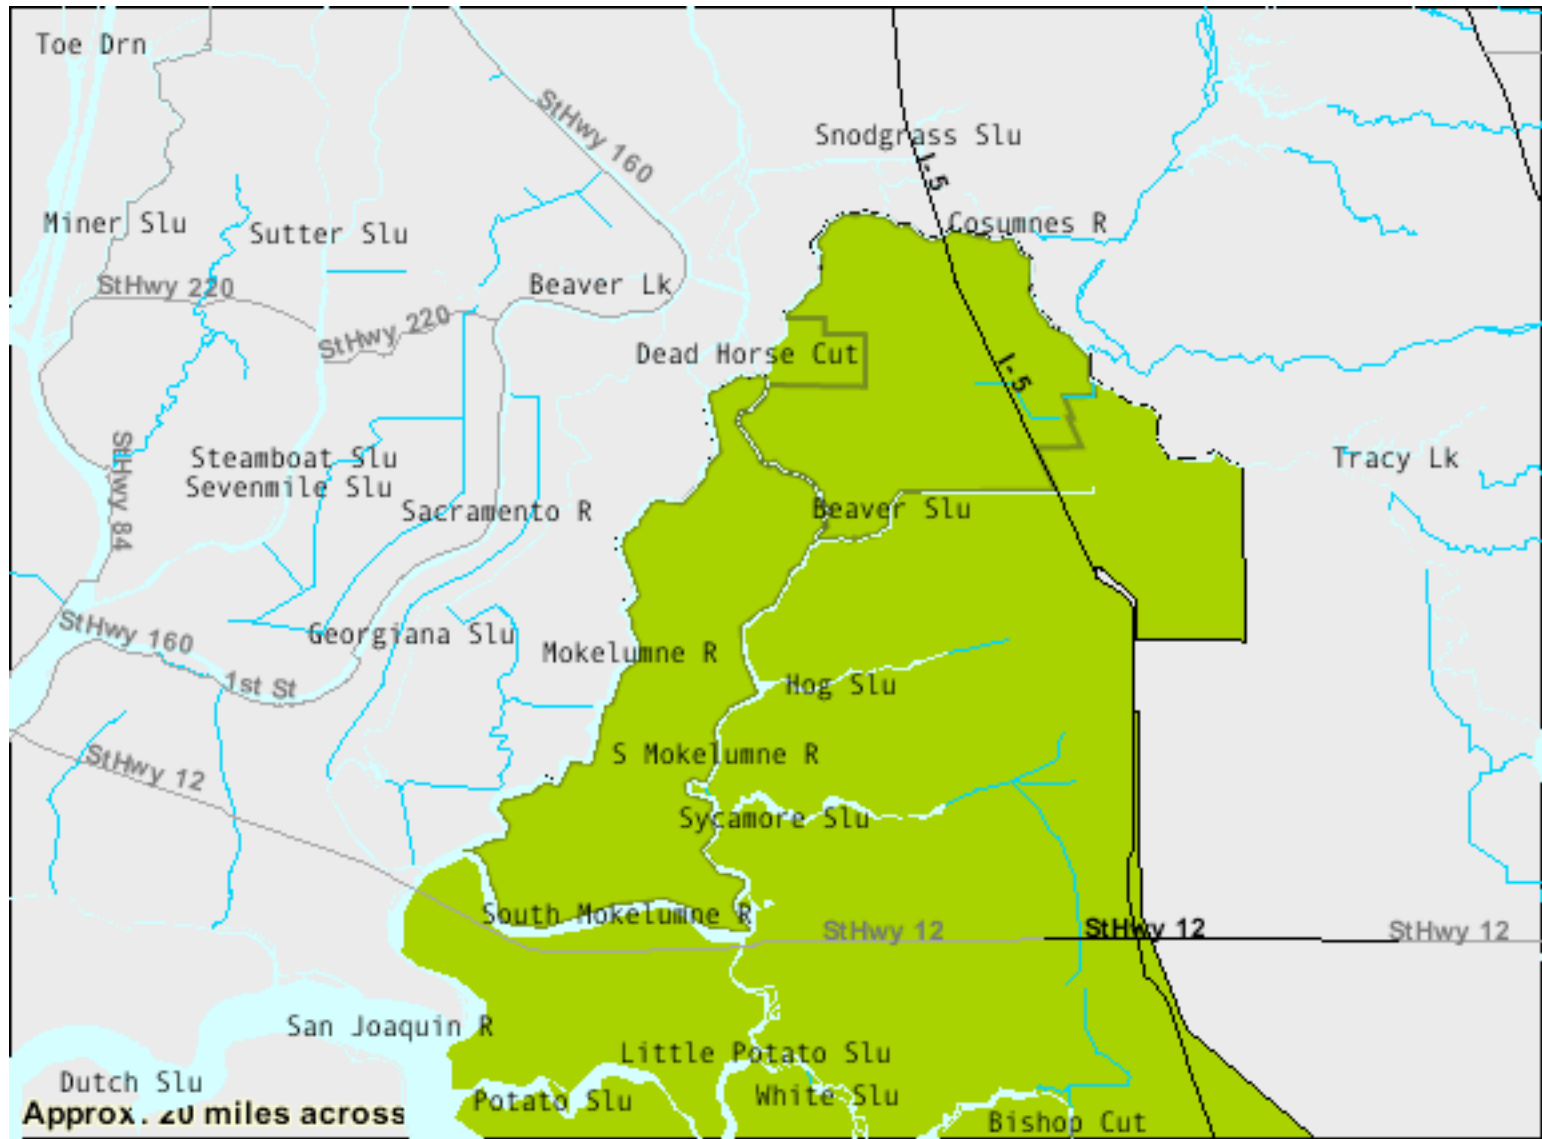 Toe Drn
StHwy 160
Snodgrass Slu
I-5
Miner Slu
Sutter Slu
Cosumnes R
StHwy 220
Beaver Lk
StHwy 220
Dead Horse Cut
I-5
StHwy 84
Steamboat Slu
Sevenmile Slu
Tracy Lk
Sacramento R
Beaver Slu
StHwy 160
Georgiana Slu
Mokelumne R
1st St
Hog Slu
StHwy 12
S Mokelumne R
Sycamore Slu
South Mokelumne R
StHwy 12
StHwy 12
StHwy 12
San Joaquin R
Little Potato Slu
Dutch Slu
White Slu
Potato Slu
Approx. 20 miles across
Bishop Cut